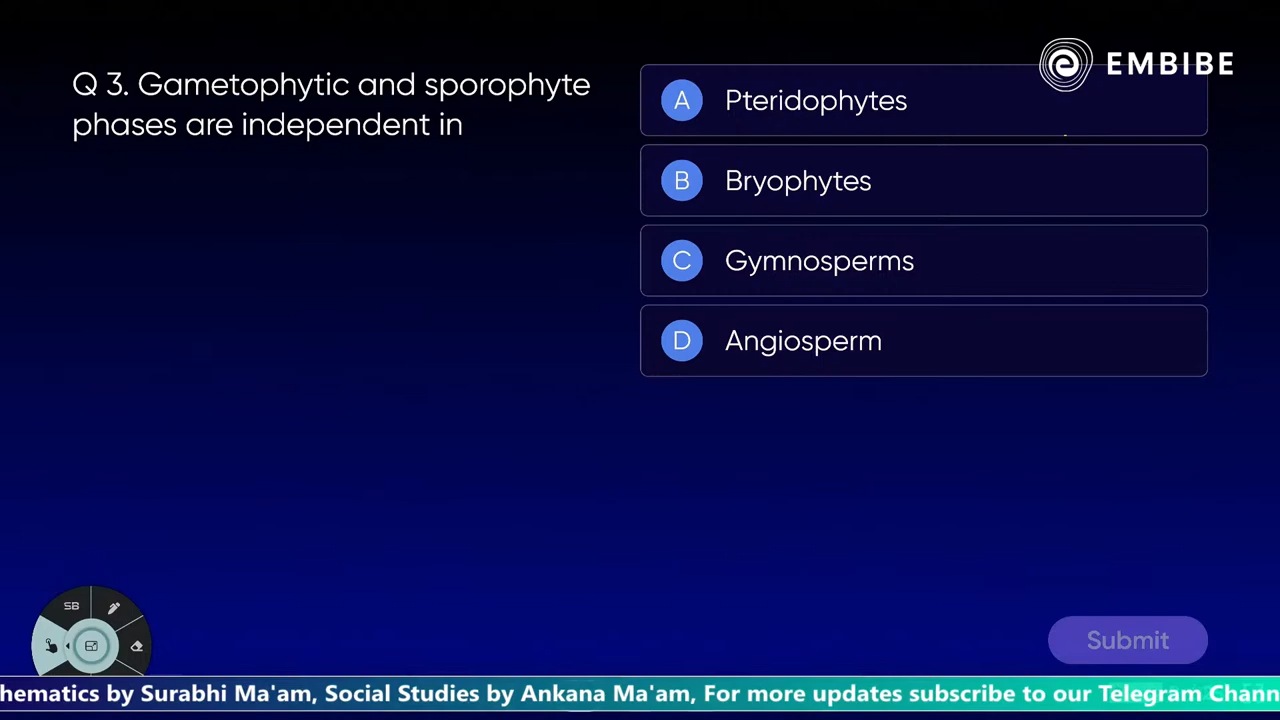 EMBIBE
Q 3. Gametophytic and sporophyte
phases are independent in
A Pteridophytes
B Bryophytes
C Gymnosperms
D Angiosperm
SB
Submit
hematics by Surabhi Ma'am, Social Studies by Ankana Ma'am, For more updates subscribe to our Telegram Chann